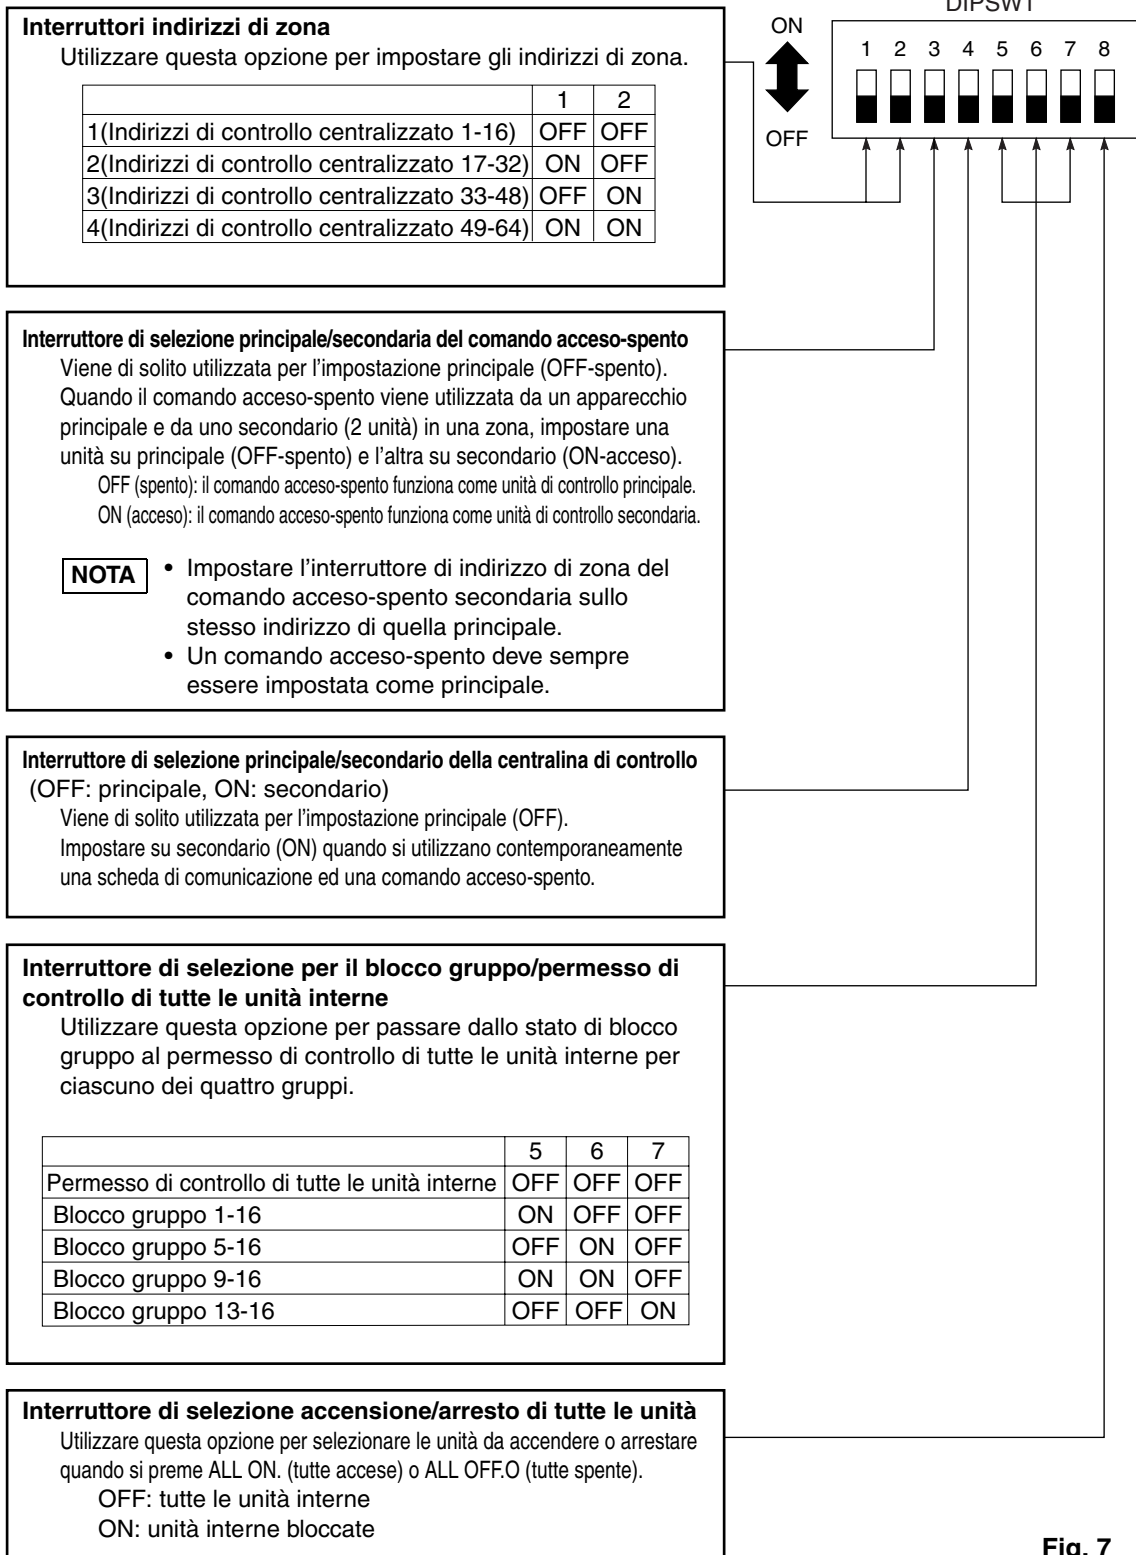 DIPSW1
ON
1 2 3 4 5 6 7 8
OFF
Interruttori indirizzi di zona
Utilizzare questa opzione per impostare gli indirizzi di zona.
1 2
1(Indirizzi di controllo centralizzato 1-16) OFF OFF
2(Indirizzi di controllo centralizzato 17-32) ON OFF
3(Indirizzi di controllo centralizzato 33-48) OFF ON
4(Indirizzi di controllo centralizzato 49-64) ON ON
Interruttore di selezione principale/secondaria del comando acceso-spento
Viene di solito utilizzata per l'impostazione principale (OFF-spento).
Quando il comando acceso-spento viene utilizzata da un apparecchio
principale e da uno secondario (2 unità) in una zona, impostare una
unità su principale (OFF-spento) e l'altra su secondario (ON-acceso).
OFF (spento): il comando acceso-spento funziona come unità di controllo principale.
ON (acceso): il comando acceso-spento funziona come unità di controllo secondaria.
NOTA • Impostare l'interruttore di indirizzo di zona del
comando acceso-spento secondaria sullo
stesso indirizzo di quella principale.
• Un comando acceso-spento deve sempre
essere impostata come principale.
Interruttore di selezione principale/secondario della centralina di controllo
(OFF: principale, ON: secondario)
Viene di solito utilizzata per l'impostazione principale (OFF).
Impostare su secondario (ON) quando si utilizzano contemporaneamente
una scheda di comunicazione ed una comando acceso-spento.
Interruttore di selezione per il blocco gruppo/permesso di
controllo di tutte le unità interne
Utilizzare questa opzione per passare dallo stato di blocco
gruppo al permesso di controllo di tutte le unità interne per
ciascuno dei quattro gruppi.
5 6 7
Permesso di controllo di tutte le unità interne OFF OFF OFF
Blocco gruppo 1-16 ON OFF OFF
Blocco gruppo 5-16 OFF ON OFF
Blocco gruppo 9-16 ON ON OFF
Blocco gruppo 13-16 OFF OFF ON
Interruttore di selezione accensione/arresto di tutte le unità
Utilizzare questa opzione per selezionare le unità da accendere o arrestare
quando si preme ALL ON. (tutte accese) o ALL OFF.O (tutte spente).
OFF: tutte le unità interne
ON: unità interne bloccate
Fig. 7